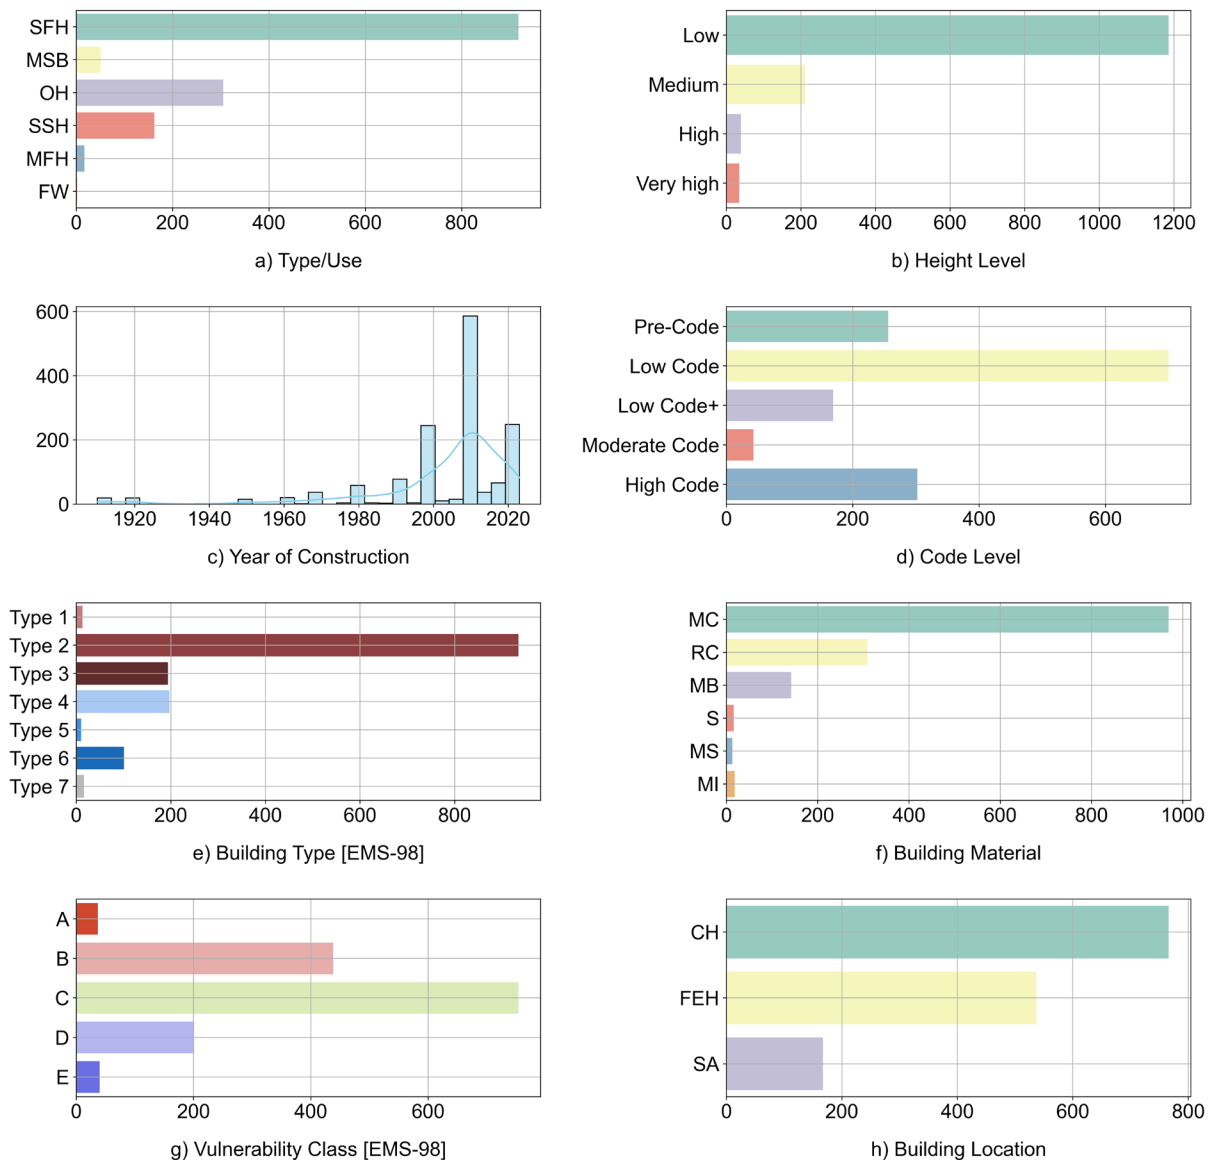 SFH
MSB
OH
SSH
MFH
FW
0 200 400 600 800
a) Type/Use
Low
Medium
High
Very high
0 200 400 600 800 1000 1200
b) Height Level
600
400
200
0
1920 1940 1960 1980 2000 2020
c) Year of Construction
Pre-Code
Low Code
Low Code+
Moderate Code
High Code
0 200 400 600
d) Code Level
Type 1
Type 2
Type 3
Type 4
Type 5
Type 6
Type 7
0 200 400 600 800
e) Building Type [EMS-98]
MC
RC
MB
S
MS
MI
0 200 400 600 800 1000
f) Building Material
A
B
C
D
E
0 200 400 600
g) Vulnerability Class [EMS-98]
CH
FEH
SA
0 200 400 600 800
h) Building Location